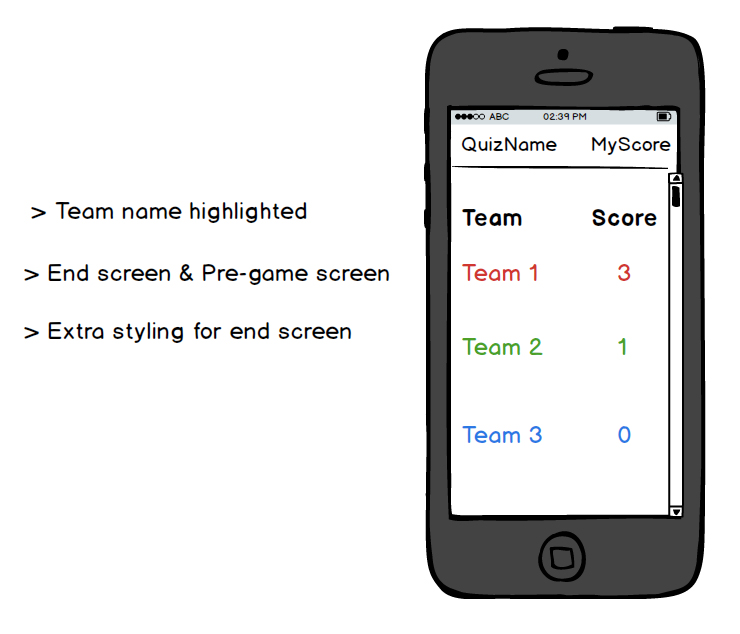 > Team name highlighted
> End screen & Pre-game screen
> Extra styling for end screen
ABC 02:39 PM
QuizName MyScore
Team Score
Team 1 3
Team 2 1
Team 3 0